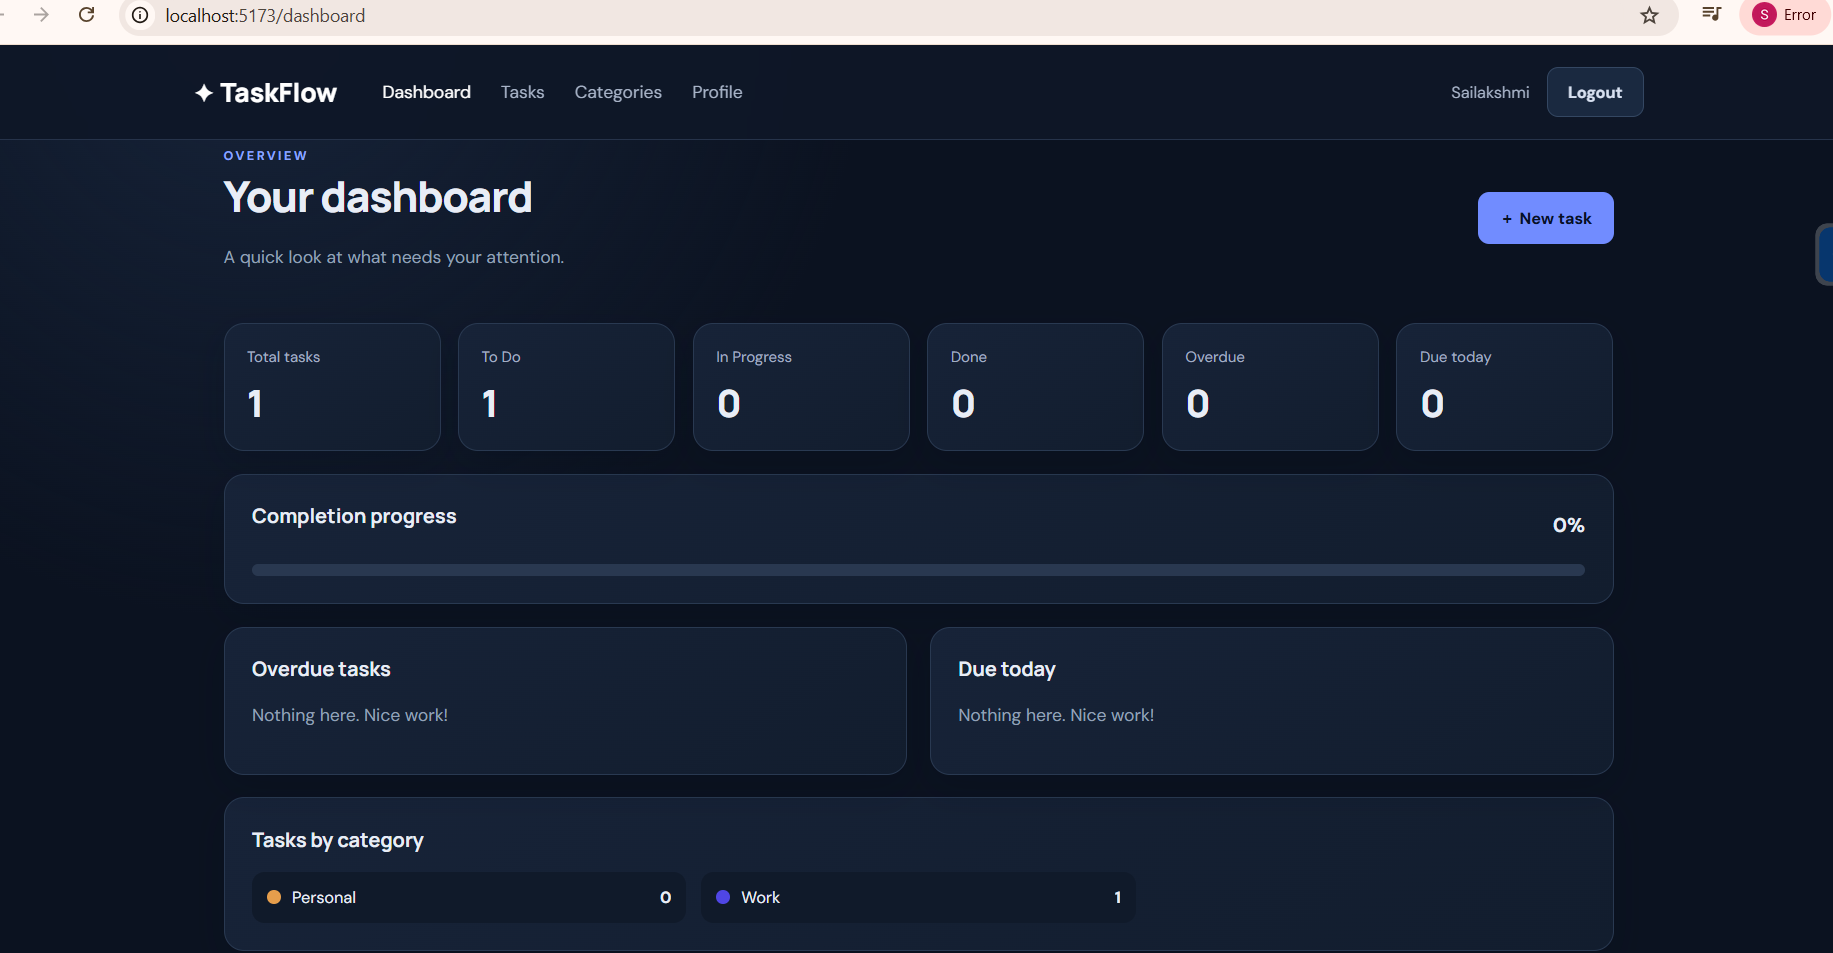 localhost:5173/dashboard
S Error
✦ TaskFlow Dashboard Tasks Categories Profile Sailakshmi Logout
OVERVIEW
Your dashboard
+ New task
A quick look at what needs your attention.
Total tasks To Do In Progress Done Overdue Due today
1 1 0 0 0 0
Completion progress
0%
Overdue tasks Due today
Nothing here. Nice work! Nothing here. Nice work!
Tasks by category
Personal 0 Work 1